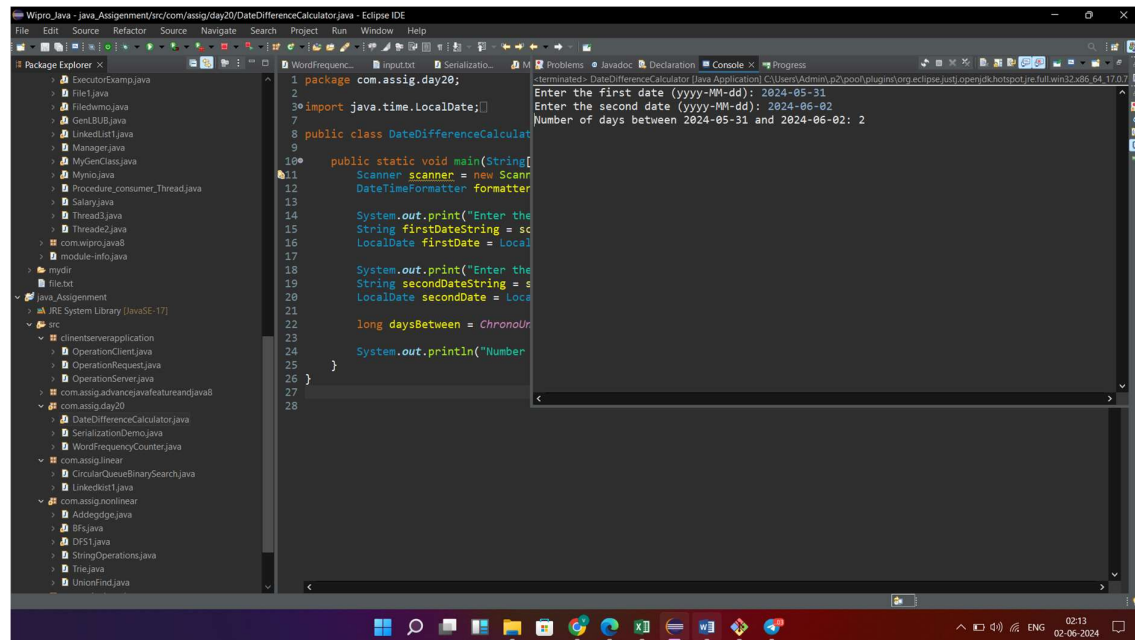 Wipro_Java - java_Assigenment/src/com/assig/day20/DateDifferenceCalculator.java - Eclipse IDE
File Edit Source Refactor Source Navigate Search Project Run Window Help
Package Explorer
ExecutorExamp.java
File1.java
Filedwmo.java
GenLBUB.java
LinkedList1.java
Manager.java
MyGenClass.java
Mynio.java
Procedure_consumer_Thread.java
Salary.java
Thread3.java
Threade2.java
com.wipro.java8
module-info.java
mydir
file.txt
java_Assigenment
JRE System Library [JavaSE-17]
src
clinentserverapplication
OperationClient.java
OperationRequest.java
OperationServer.java
com.assig.advancejavafeatureandjava8
com.assig.day20
DateDifferenceCalculator.java
SerializationDemo.java
WordFrequencyCounter.java
com.assig.linear
CircularQueueBinarySearch.java
Linkedkist1.java
com.assig.nonlinear
Addegdge.java
BFs.java
DFS1.java
StringOperations.java
Trie.java
UnionFind.java
WordFrequenc... input.txt Serializatio...
1 package com.assig.day20;
2
3 import java.time.LocalDate;
7
8 public class DateDifferenceCalculat
9
10 public static void main(String[
11 Scanner scanner = new Scann
12 DateTimeFormatter formatter
13
14 System.out.print("Enter the
15 String firstDateString = sc
16 LocalDate firstDate = Local
17
18 System.out.print("Enter the
19 String secondDateString = s
20 LocalDate secondDate = Loca
21
22 long daysBetween = ChronoUn
23
24 System.out.println("Number
25 }
26 }
27
28
Problems Javadoc Declaration Console Progress
<terminated> DateDifferenceCalculator [Java Application] C:\Users\Admin\.p2\pool\plugins\org.eclipse.justj.openjdk.hotspot.jre.full.win32.x86_64_17.0.7
Enter the first date (yyyy-MM-dd): 2024-05-31
Enter the second date (yyyy-MM-dd): 2024-06-02
Number of days between 2024-05-31 and 2024-06-02: 2
ENG
02:13
02-06-2024